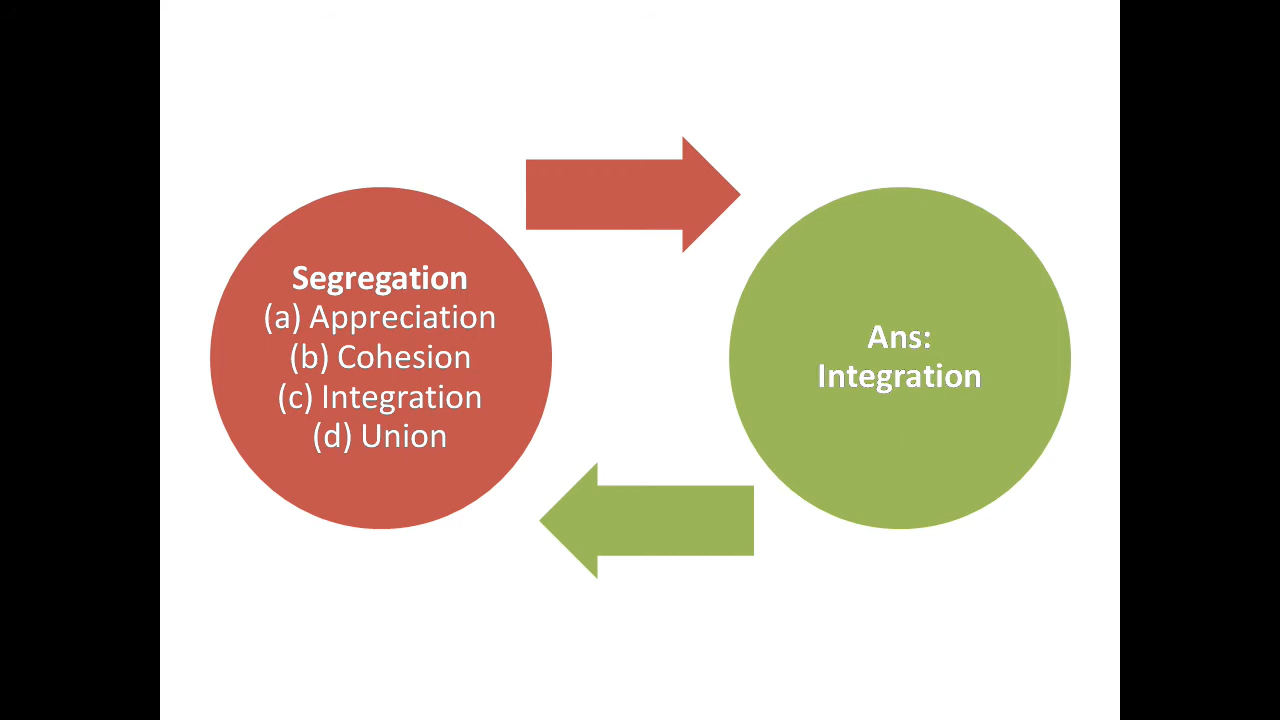 Segregation
(a) Appreciation
(b) Cohesion
(c) Integration
(d) Union
Ans:
Integration